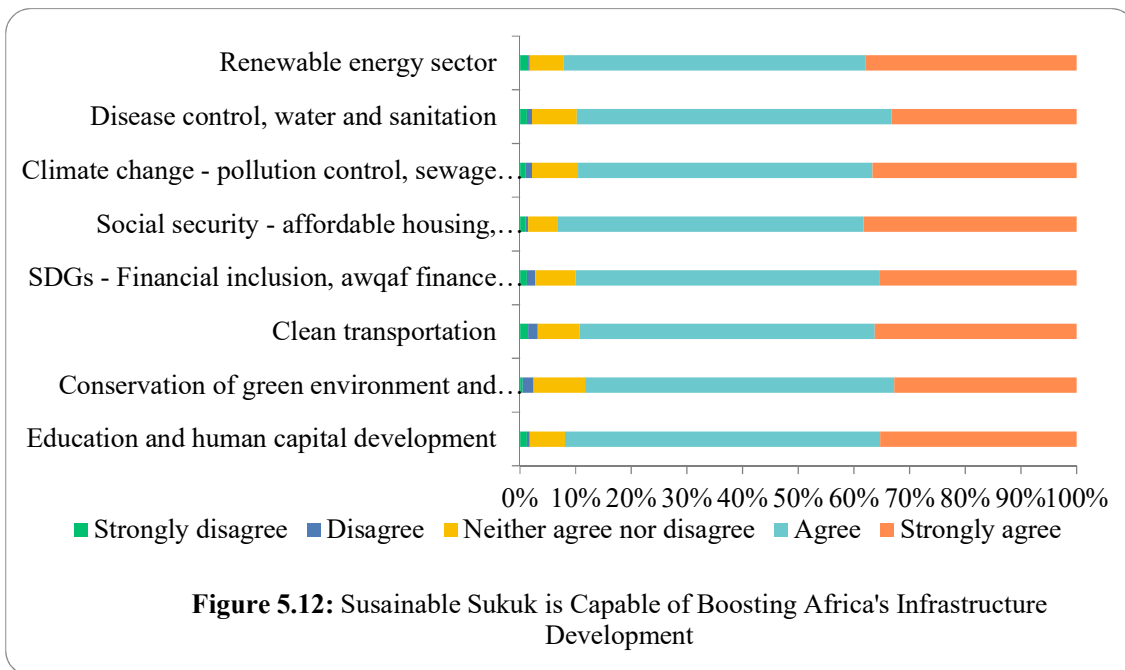 Renewable energy sector
Disease control, water and sanitation
Climate change - pollution control, sewage…
Social security - affordable housing,…
SDGs - Financial inclusion, awqaf finance…
Clean transportation
Conservation of green environment and…
Education and human capital development
0% 10% 20% 30% 40% 50% 60% 70% 80% 90% 100%
Strongly disagree Disagree Neither agree nor disagree Agree Strongly agree
Figure 5.12: Susainable Sukuk is Capable of Boosting Africa's Infrastructure
Development